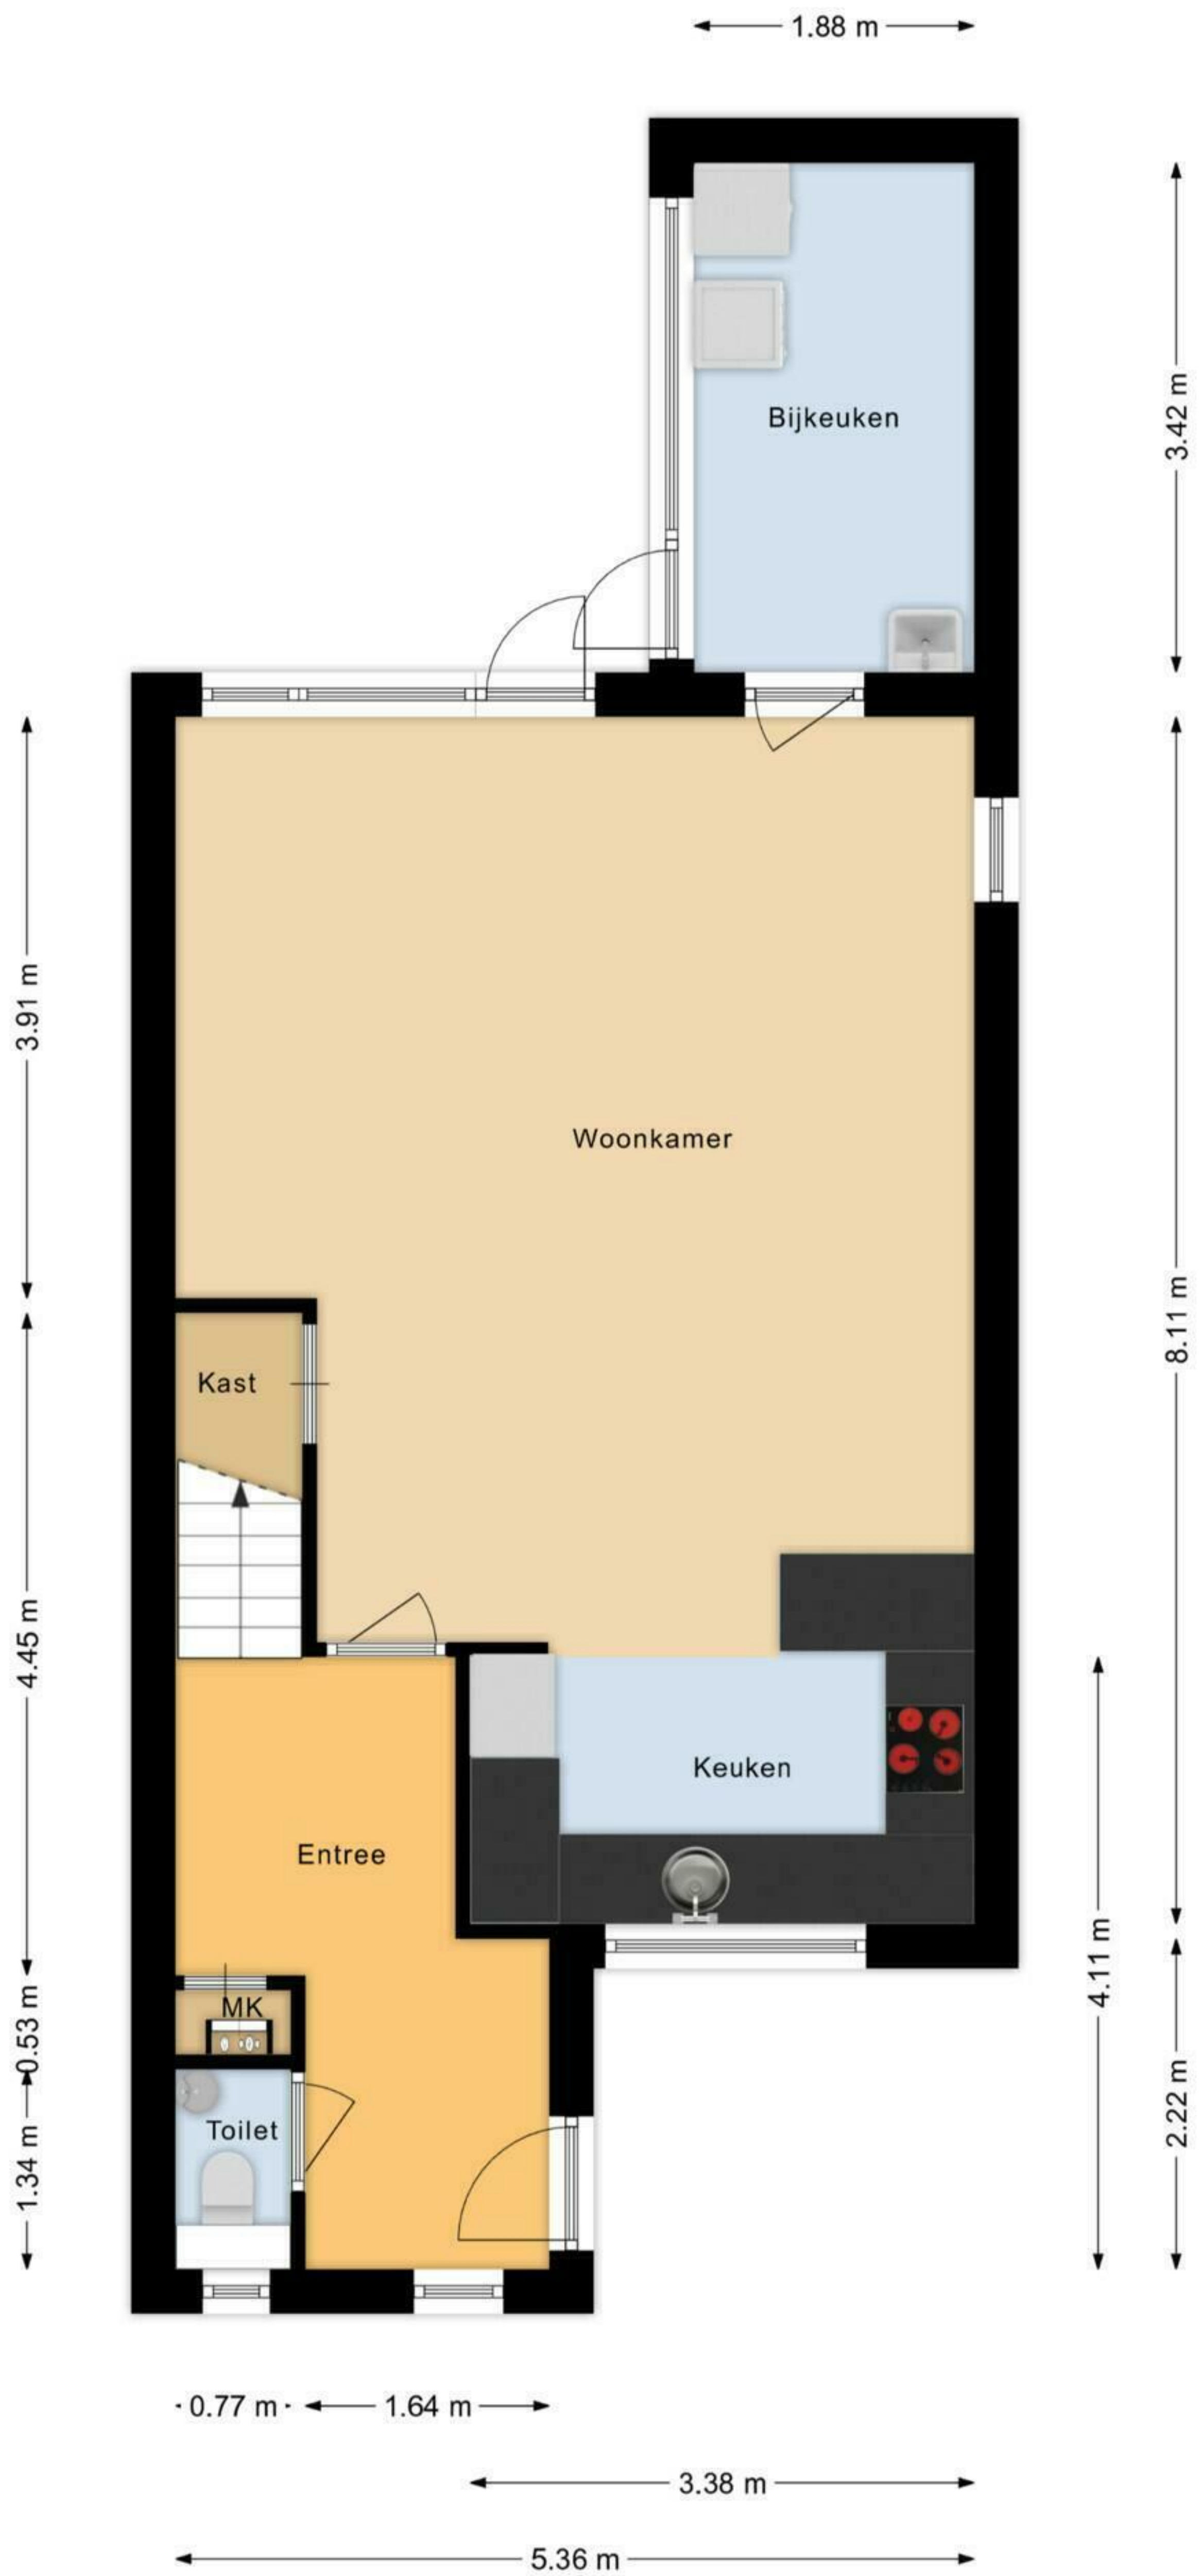 1.88 m
3.42 m
Bijkeuken
3.91 m
Woonkamer
8.11 m
Kast
4.45 m
Keuken
Entree
4.11 m
0.53 m
MK
2.22 m
1.34 m
Toilet
0.77 m
1.64 m
3.38 m
5.36 m